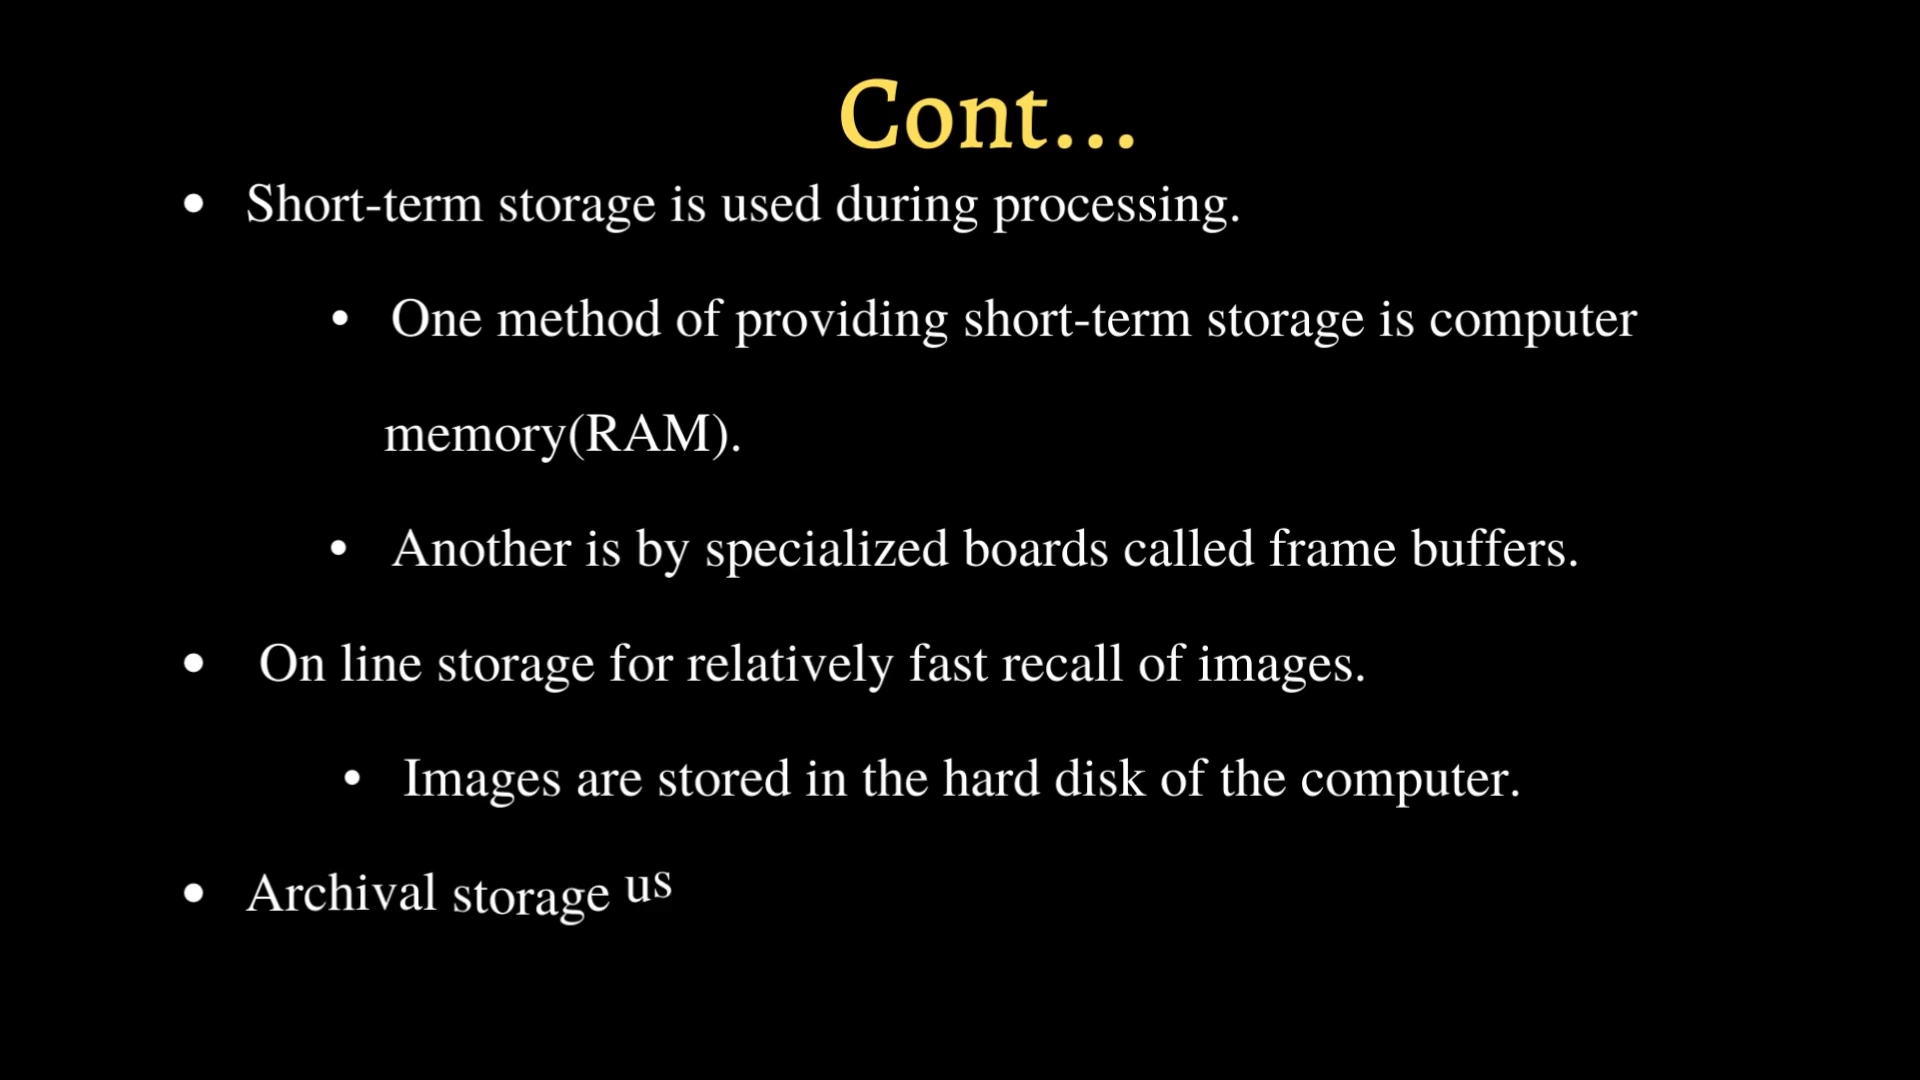 Cont...
• Short-term storage is used during processing.
• One method of providing short-term storage is computer
memory(RAM).
• Another is by specialized boards called frame buffers.
• On line storage for relatively fast recall of images.
• Images are stored in the hard disk of the computer.
• Archival storage us